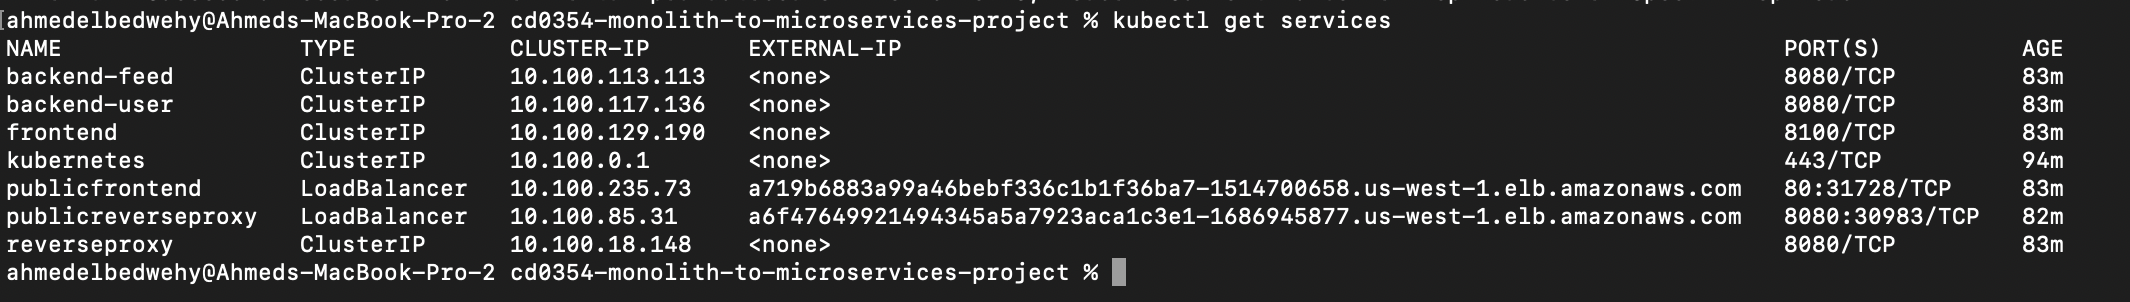 ahmedelbedwehy@Ahmeds-MacBook-Pro-2 cd0354-monolith-to-microservices-project % kubectl get services
NAME TYPE CLUSTER-IP EXTERNAL-IP PORT(S) AGE
backend-feed ClusterIP 10.100.113.113 <none> 8080/TCP 83m
backend-user ClusterIP 10.100.117.136 <none> 8080/TCP 83m
frontend ClusterIP 10.100.129.190 <none> 8100/TCP 83m
kubernetes ClusterIP 10.100.0.1 <none> 443/TCP 94m
publicfrontend LoadBalancer 10.100.235.73 a719b6883a99a46bebf336c1b1f36ba7-1514700658.us-west-1.elb.amazonaws.com 80:31728/TCP 83m
publicreverseproxy LoadBalancer 10.100.85.31 a6f47649921494345a5a7923aca1c3e1-1686945877.us-west-1.elb.amazonaws.com 8080:30983/TCP 82m
reverseproxy ClusterIP 10.100.18.148 <none> 8080/TCP 83m
ahmedelbedwehy@Ahmeds-MacBook-Pro-2 cd0354-monolith-to-microservices-project %